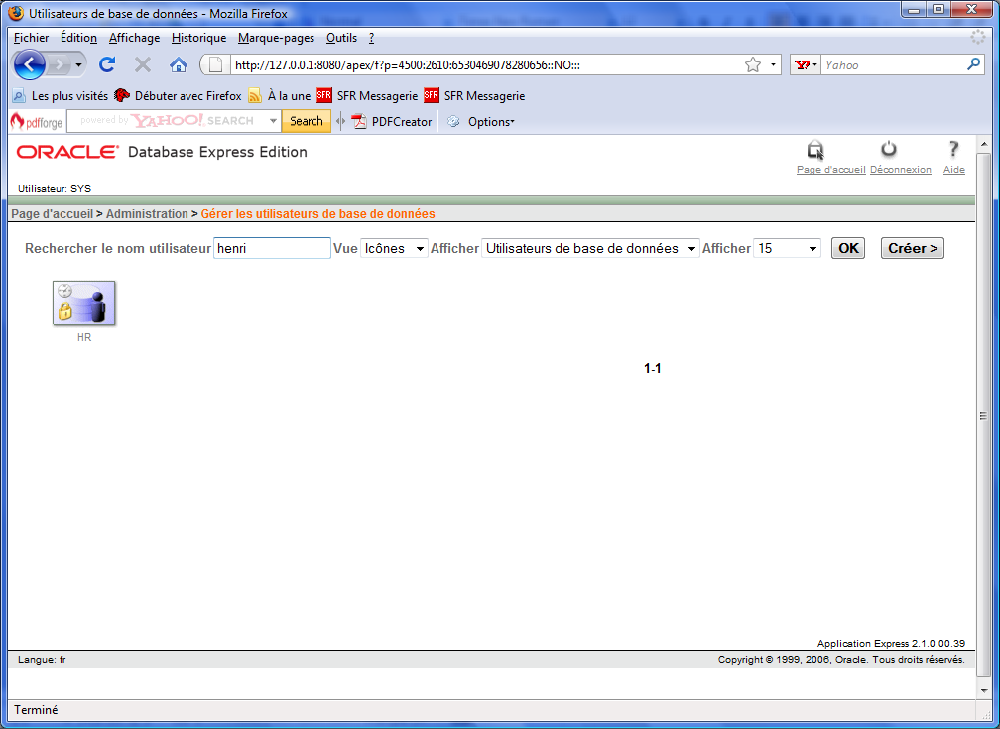 Utilisateurs de base de données - Mozilla Firefox
Fichier Édition Affichage Historique Marque-pages Outils ?
http://127.0.0.1:8080/apex/f?p=4500:2610:6530469078280656::NO::: Yahoo
Les plus visités Débuter avec Firefox À la une SFR SFR Messagerie SFR SFR Messagerie
pdfforge powered by YAHOO! SEARCH Search PDFCreator Options
ORACLE Database Express Edition
Page d'accueil Déconnexion Aide
Utilisateur: SYS
Page d'accueil > Administration > Gérer les utilisateurs de base de données
Rechercher le nom utilisateur henri Vue Icônes Afficher Utilisateurs de base de données Afficher 15 OK Créer >
HR
1-1
Application Express 2.1.0.00.39
Langue: fr Copyright © 1999, 2006, Oracle. Tous droits réservés.
Terminé